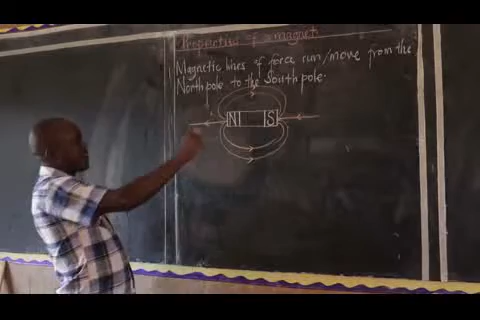 Properties of a magnet
Magnetic lines of force run/move from the
North pole to the South pole.
N S